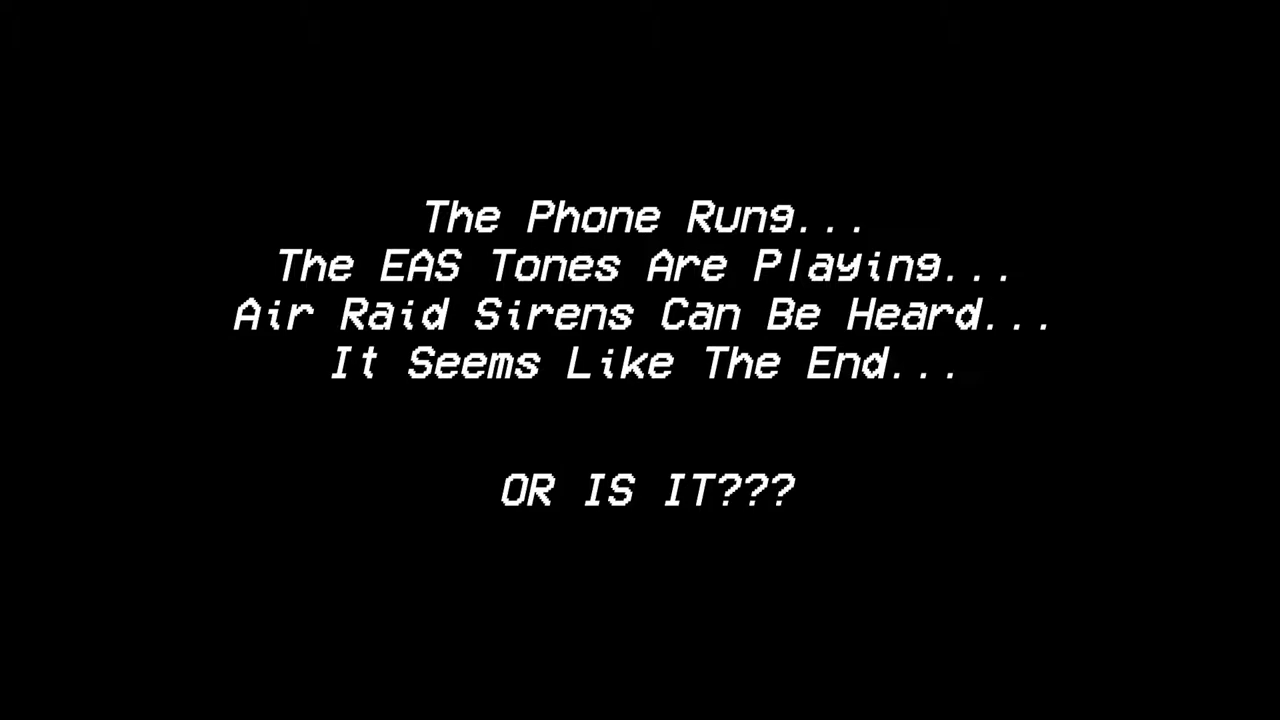 The Phone Rung...
The EAS Tones Are Playing...
Air Raid Sirens Can Be Heard...
It Seems Like The End...
OR IS IT???